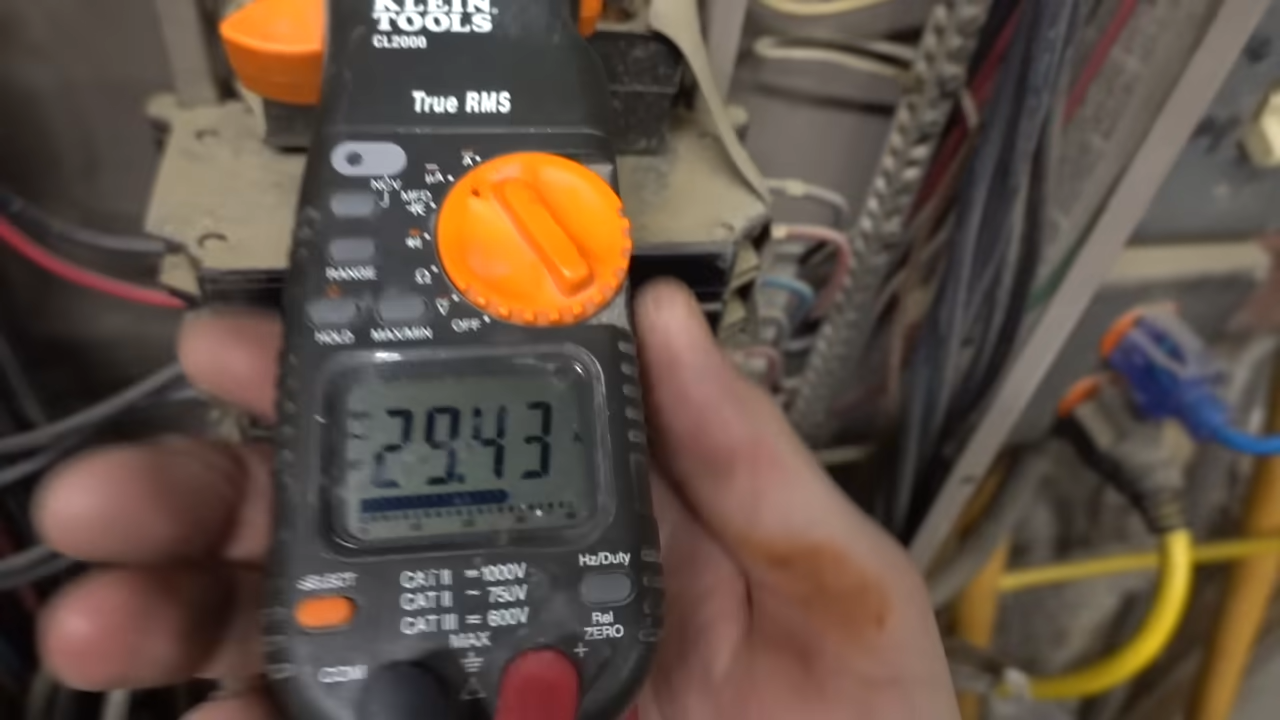 KLEIN
TOOLS
CL2000
True RMS
NCV
RANGE
Ω
HOLD MAX/MIN
OFF
29.43
SELECT
Hz/Duty
CAT II 1000V
CAT II ~ 750V
CAT III 600V
MAX
Rel
ZERO
COM
+